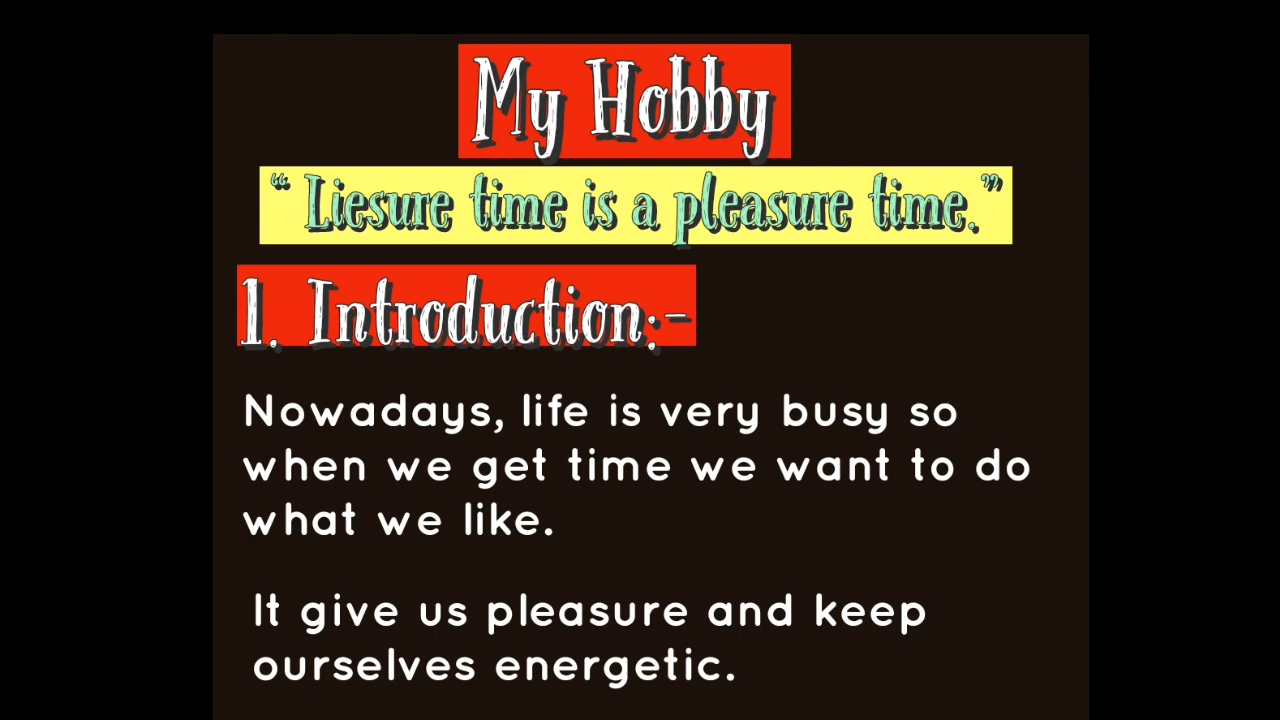 My Hobby
“ Liesure time is a pleasure time.”
1. Introduction:-
Nowadays, life is very busy so
when we get time we want to do
what we like.
It give us pleasure and keep
ourselves energetic.